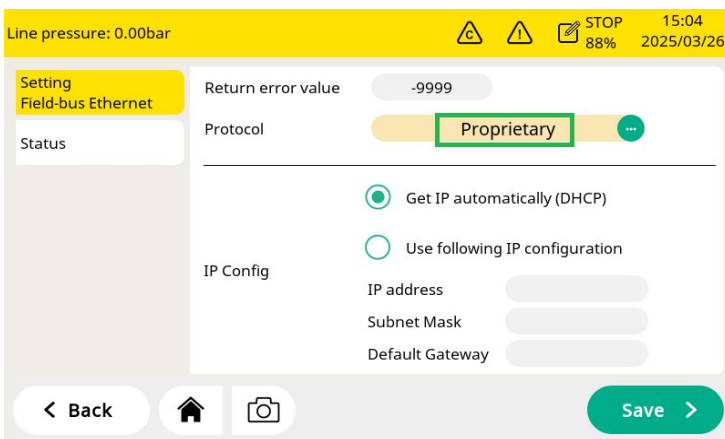 Line pressure: 0.00bar
STOP
88%
15:04
2025/03/26
Setting
Field-bus Ethernet
Status
Return error value
-9999
Protocol
Proprietary
Get IP automatically (DHCP)
Use following IP configuration
IP Config
IP address
Subnet Mask
Default Gateway
Back
Save